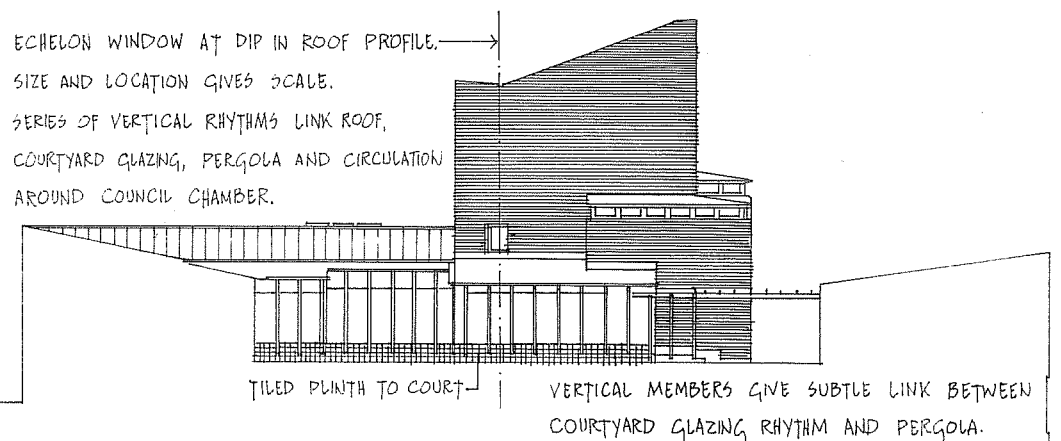 ECHELON WINDOW AT DIP IN ROOF PROFILE.
SIZE AND LOCATION GIVES SCALE.
SERIES OF VERTICAL RHYTHMS LINK ROOF,
COURTYARD GLAZING, PERGOLA AND CIRCULATION
AROUND COUNCIL CHAMBER.
TILED PLINTH TO COURT
VERTICAL MEMBERS GIVE SUBTLE LINK BETWEEN
COURTYARD GLAZING RHYTHM AND PERGOLA.